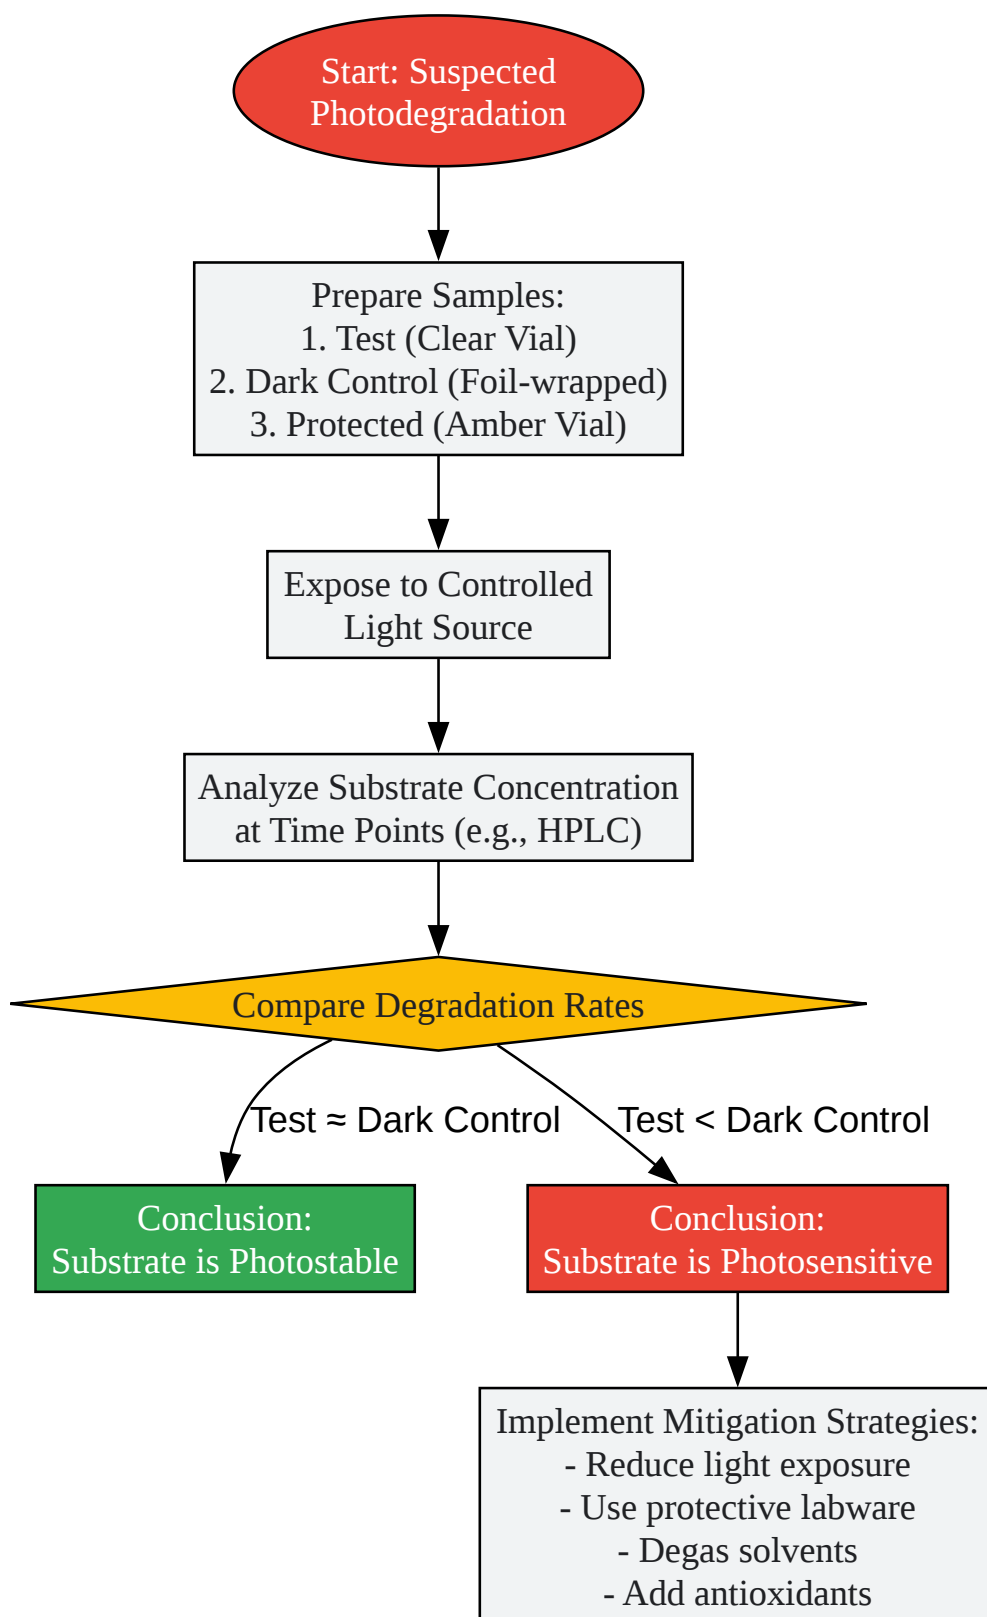 Start: Suspected
Photodegradation
Prepare Samples:
1. Test (Clear Vial)
2. Dark Control (Foil-wrapped)
3. Protected (Amber Vial)
Expose to Controlled
Light Source
Analyze Substrate Concentration
at Time Points (e.g., HPLC)
Compare Degradation Rates
Test ≈ Dark Control
Test < Dark Control
Conclusion:
Substrate is Photostable
Conclusion:
Substrate is Photosensitive
Implement Mitigation Strategies:
- Reduce light exposure
- Use protective labware
- Degas solvents
- Add antioxidants